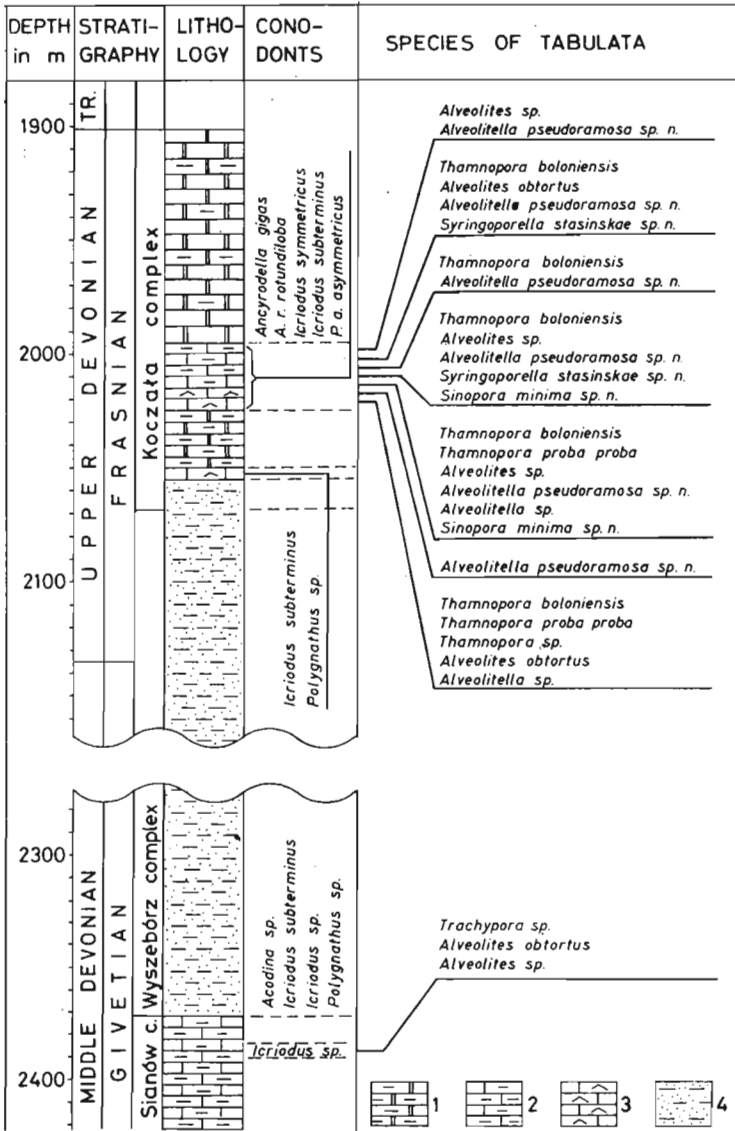 DEPTH in m
STRATI-GRAPHY
LITHO-LOGY
CONO-DONTS
SPECIES OF TABULATA
TR.
1900
2000
2100
2300
2400
UPPER DEVONIAN
FRASNIAN
Koczała complex
MIDDLE DEVONIAN
GIVETIAN
Wyszebórz complex
Sianów c.
Ancyrodella gigas
A. r. rotundiloba
Icriodus symmetricus
Icriodus subterminus
P. a. asymmetricus
Icriodus subterminus
Polygnathus sp.
Acodina sp.
Icriodus subterminus
Icriodus sp.
Polygnathus sp.
Icriodus sp.
Alveolites sp.
Alveolitella pseudoramosa sp. n.
Thamnopora boloniensis
Alveolites obtortus
Alveolitella pseudoramosa sp. n.
Syringoporella stasinskae sp. n.
Thamnopora boloniensis
Alveolitella pseudoramosa sp. n.
Thamnopora boloniensis
Alveolites sp.
Alveolitella pseudoramosa sp. n.
Syringoporella stasinskae sp. n.
Sinopora minima sp. n.
Thamnopora boloniensis
Thamnopora proba proba
Alveolites sp.
Alveolitella pseudoramosa sp. n.
Alveolitella sp.
Sinopora minima sp. n.
Alveolitella pseudoramosa sp. n.
Thamnopora boloniensis
Thamnopora proba proba
Thamnopora sp.
Alveolites obtortus
Alveolitella sp.
Trachypora sp.
Alveolites obtortus
Alveolites sp.
1
2
3
4